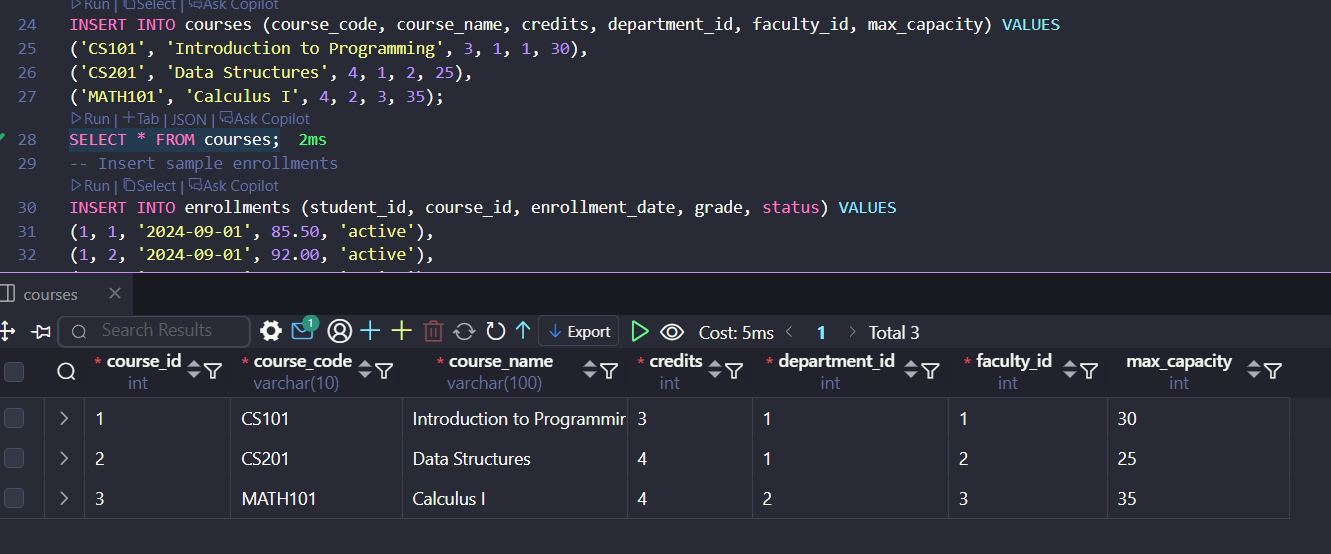 Run | Select | Ask Copilot
24 INSERT INTO courses (course_code, course_name, credits, department_id, faculty_id, max_capacity) VALUES
25 ('CS101', 'Introduction to Programming', 3, 1, 1, 30),
26 ('CS201', 'Data Structures', 4, 1, 2, 25),
27 ('MATH101', 'Calculus I', 4, 2, 3, 35);
Run | Tab | JSON | Ask Copilot
28 SELECT * FROM courses; 2ms
29 -- Insert sample enrollments
Run | Select | Ask Copilot
30 INSERT INTO enrollments (student_id, course_id, enrollment_date, grade, status) VALUES
31 (1, 1, '2024-09-01', 85.50, 'active'),
32 (1, 2, '2024-09-01', 92.00, 'active'),
courses
Search Results 1 Export Cost: 5ms 1 Total 3
* course_id * course_code * course_name * credits * department_id * faculty_id max_capacity
int varchar(10) varchar(100) int int int int
1 CS101 Introduction to Programmin 3 1 1 30
2 CS201 Data Structures 4 1 2 25
3 MATH101 Calculus I 4 2 3 35